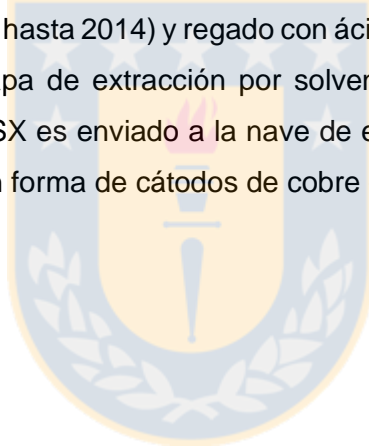 hasta 2014) y regado con áci
pa de extracción por solver
SX es enviado a la nave de e
n forma de cátodos de cobre